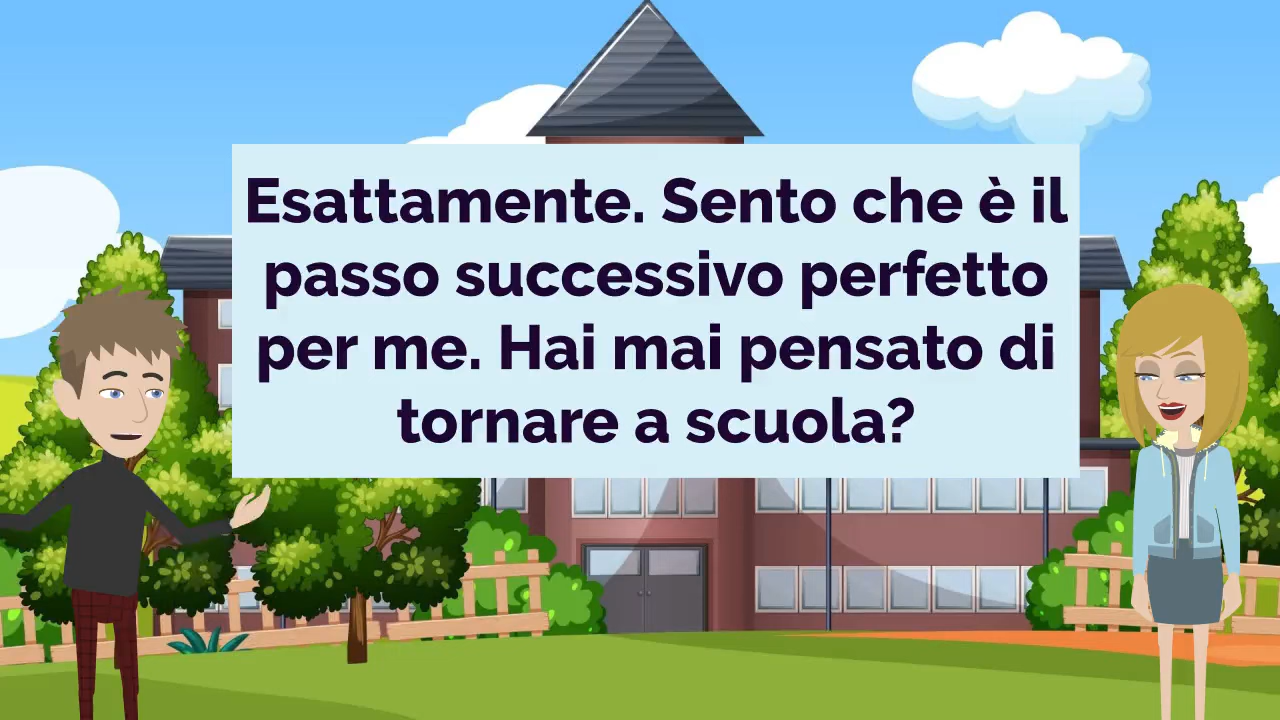 Esattamente. Sento che è il
passo successivo perfetto
per me. Hai mai pensato di
tornare a scuola?